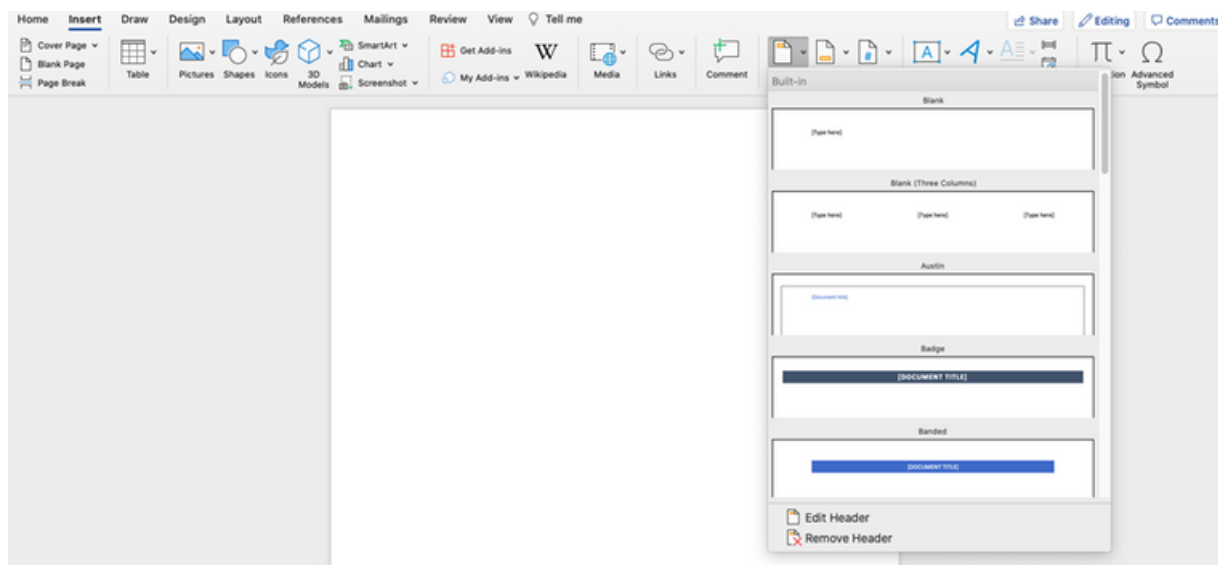 Home Insert Draw Design Layout References Mailings Review View Tell me Share Editing Comments
Cover Page
Blank Page
Page Break
Table
Pictures Shapes Icons 3D Models
SmartArt
Chart
Screenshot
Get Add-ins
My Add-ins
Wikipedia
Media
Links
Comment
Advanced Symbol
Built-in
Blank
[Type here]
Blank (Three Columns)
[Type here] [Type here] [Type here]
Austin
[Document title]
Badge
[DOCUMENT TITLE]
Banded
[DOCUMENT TITLE]
Edit Header
Remove Header